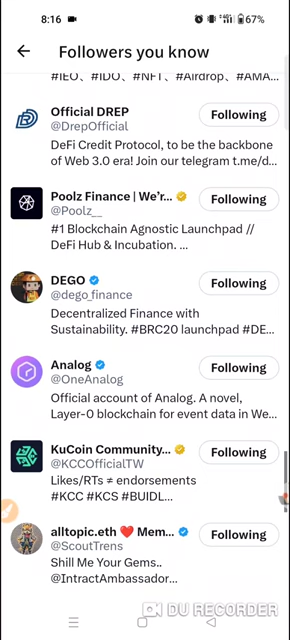 8:16 67%
Followers you know
#IEO、#IDO、#NFT、#Airdrop、#AMA...
Official DREP Following
@DrepOfficial
DeFi Credit Protocol, to be the backbone
of Web 3.0 era! Join our telegram t.me/d...
Poolz Finance | We'r... Following
@Poolz__
#1 Blockchain Agnostic Launchpad //
DeFi Hub & Incubation. ...
DEGO Following
@dego_finance
Decentralized Finance with
Sustainability. #BRC20 launchpad #DE...
Analog Following
@OneAnalog
Official account of Analog. A novel,
Layer-0 blockchain for event data in We...
KuCoin Community... Following
@KCCOfficialTW
Likes/RTs ≠ endorsements
#KCC #KCS #BUIDL...
alltopic.eth ❤️ Mem... Following
@ScoutTrens
Shill Me Your Gems..
@IntractAmbassador...
DU RECORDER